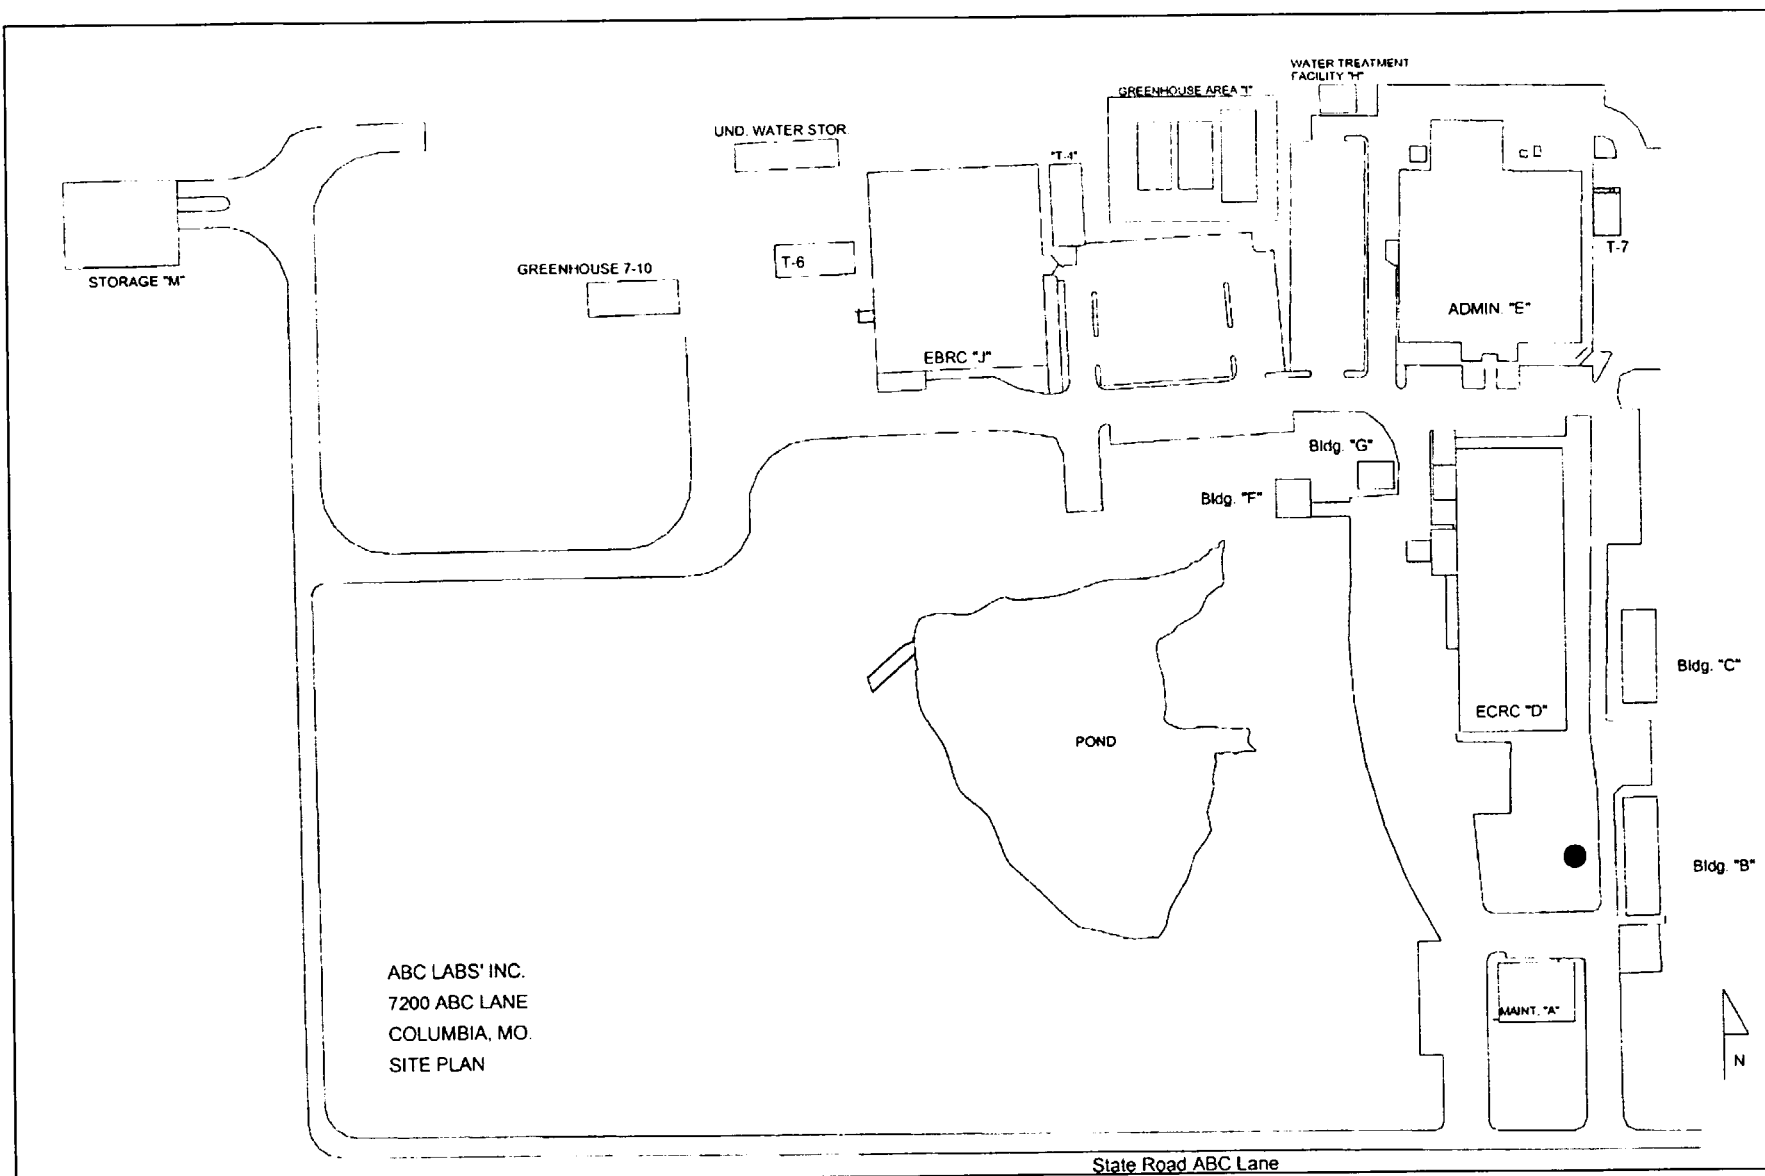 WATER TREATMENT
FACILITY "H"
GREENHOUSE AREA "I"
UND. WATER STOR.
"T-4"
T-6
T-7
GREENHOUSE 7-10
STORAGE "M"
ADMIN. "E"
EBRC "J"
Bldg. "G"
Bldg. "F"
Bldg. "C"
ECRC "D"
POND
Bldg. "B"
ABC LABS' INC.
7200 ABC LANE
COLUMBIA, MO.
SITE PLAN
MAINT. "A"
N
State Road ABC Lane